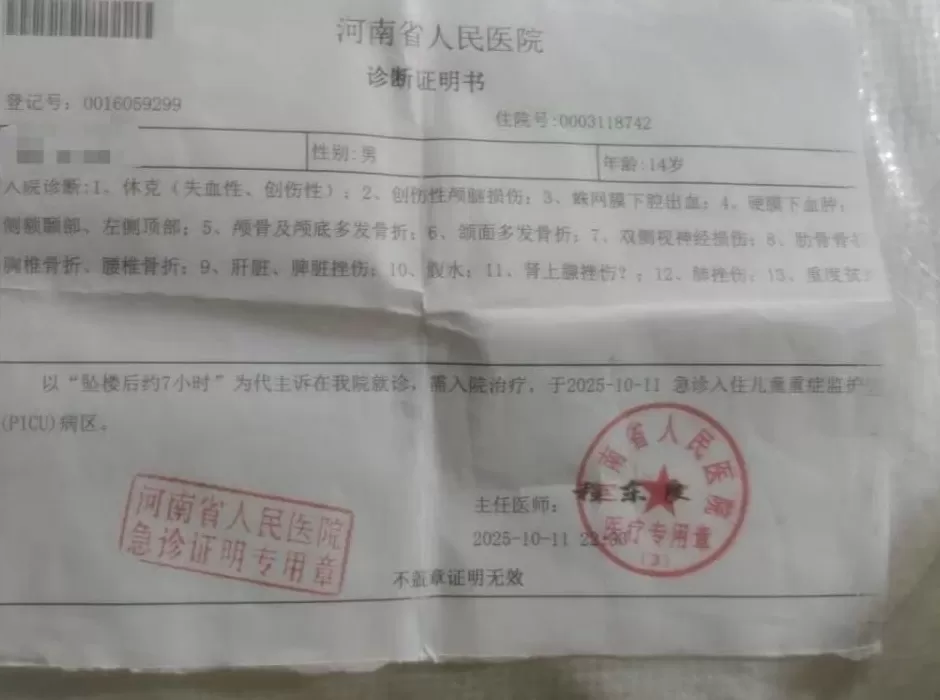 河南省人民医院
诊断证明书
登记号：0016059299
住院号:0003118742
性别:男
年龄:14岁
入院诊断:1、休克（失血性、创伤性）；2、创伤性颅脑损伤；3、蛛网膜下腔出血；4、硬膜下血肿：
侧额颞部、左侧顶部；5、颅骨及颅底多发骨折；6、颌面多发骨折；7、双侧视神经损伤；8、肋骨骨
胸椎骨折、腰椎骨折；9、肝脏、脾脏挫伤；10、腹水；11、肾上腺挫伤？；12、肺挫伤；13、重度贫
以“坠楼后约7小时”为代主诉在我院就诊，需入院治疗，于2025-10-11 急诊入住儿童重症监护
(PICU)病区。
河南省人民医院
急诊证明专用章
主任医师：
南省人民医院
医疗专用章
(3)
2025-10-11 22
不盖章证明无效